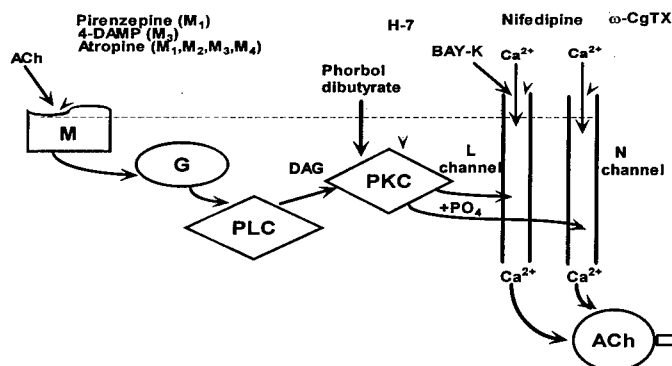 Pirenzepine (M₁)
4-DAMP (M₃)
Atropine (M₁,M₂,M₃,M₄)
H-7
Nifedipine ω-CgTX
ACh
BAY-K
Ca²⁺ Ca²⁺
Phorbol
dibutyrate
M
G
DAG
PKC
L
channel
N
channel
PLC
+PO₄
Ca²⁺ Ca²⁺
ACh